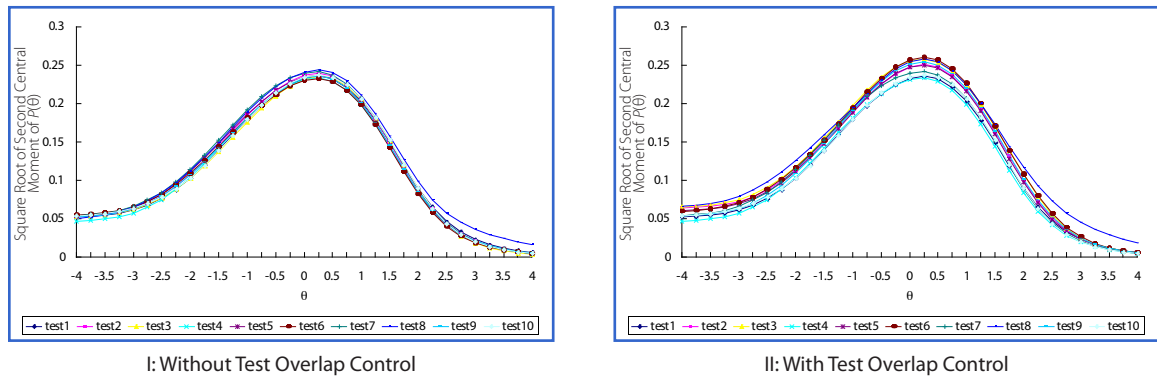 Square Root of Second Central
Moment of P(θ)
0.3
0.25
0.2
0.15
0.1
0.05
0
-4 -3.5 -3 -2.5 -2 -1.5 -1 -0.5 0 0.5 1 1.5 2 2.5 3 3.5 4
θ
test1 test2 test3 test4 test5 test6 test7 test8 test9 test10
I: Without Test Overlap Control
Square Root of Second Central
Moment of P(θ)
0.3
0.25
0.2
0.15
0.1
0.05
0
-4 -3.5 -3 -2.5 -2 -1.5 -1 -0.5 0 0.5 1 1.5 2 2.5 3 3.5 4
θ
test1 test2 test3 test4 test5 test6 test7 test8 test9 test10
II: With Test Overlap Control